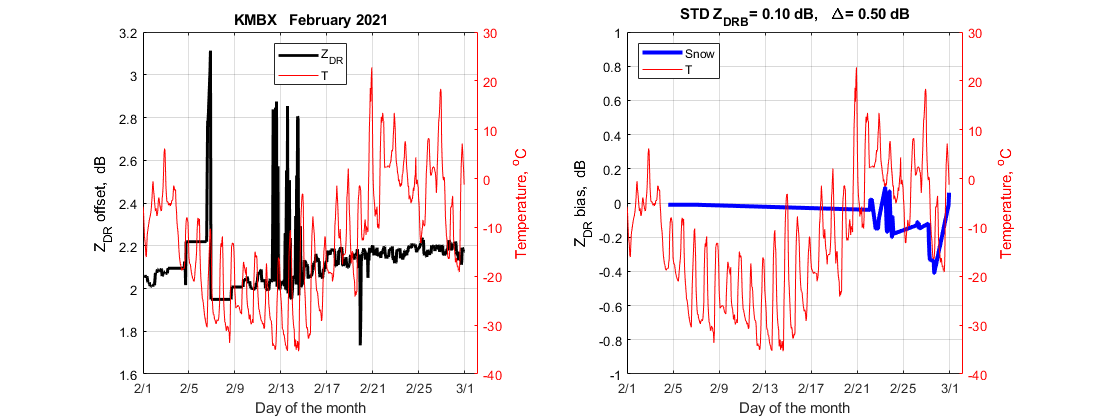 KMBX February 2021
Z_DR
T
3.2
3
2.8
2.6
2.4
2.2
2
1.8
1.6
Z_DR offset, dB
30
20
10
0
-10
-20
-30
-40
Temperature, °C
2/1 2/5 2/9 2/13 2/17 2/21 2/25 3/1
Day of the month
STD Z_DRB = 0.10 dB, Δ = 0.50 dB
Snow
T
1
0.8
0.6
0.4
0.2
0
-0.2
-0.4
-0.6
-0.8
-1
Z_DR bias, dB
30
20
10
0
-10
-20
-30
-40
Temperature, °C
2/1 2/5 2/9 2/13 2/17 2/21 2/25 3/1
Day of the month